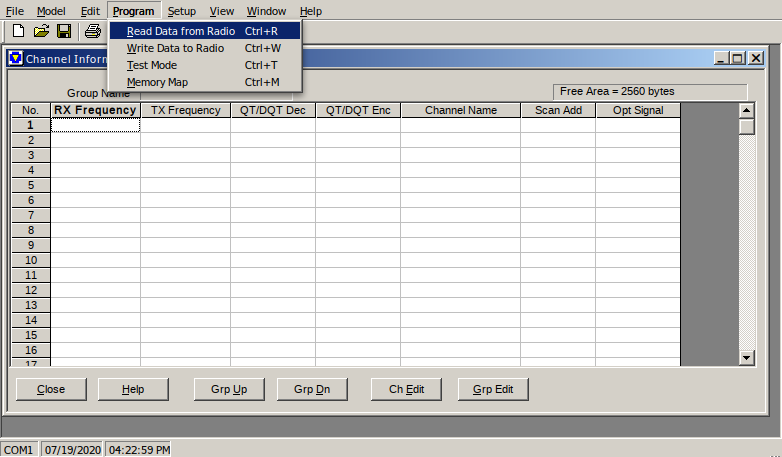 File Model Edit Program Setup View Window Help
Read Data from Radio Ctrl+R
Write Data to Radio Ctrl+W
Test Mode Ctrl+T
Memory Map Ctrl+M
Channel Inform
Group Name
Free Area = 2560 bytes
No. RX Frequency TX Frequency QT/DQT Dec QT/DQT Enc Channel Name Scan Add Opt Signal
1
2
3
4
5
6
7
8
9
10
11
12
13
14
15
16
17
Close Help Grp Up Grp Dn Ch Edit Grp Edit
COM1 07/19/2020 04:22:59 PM